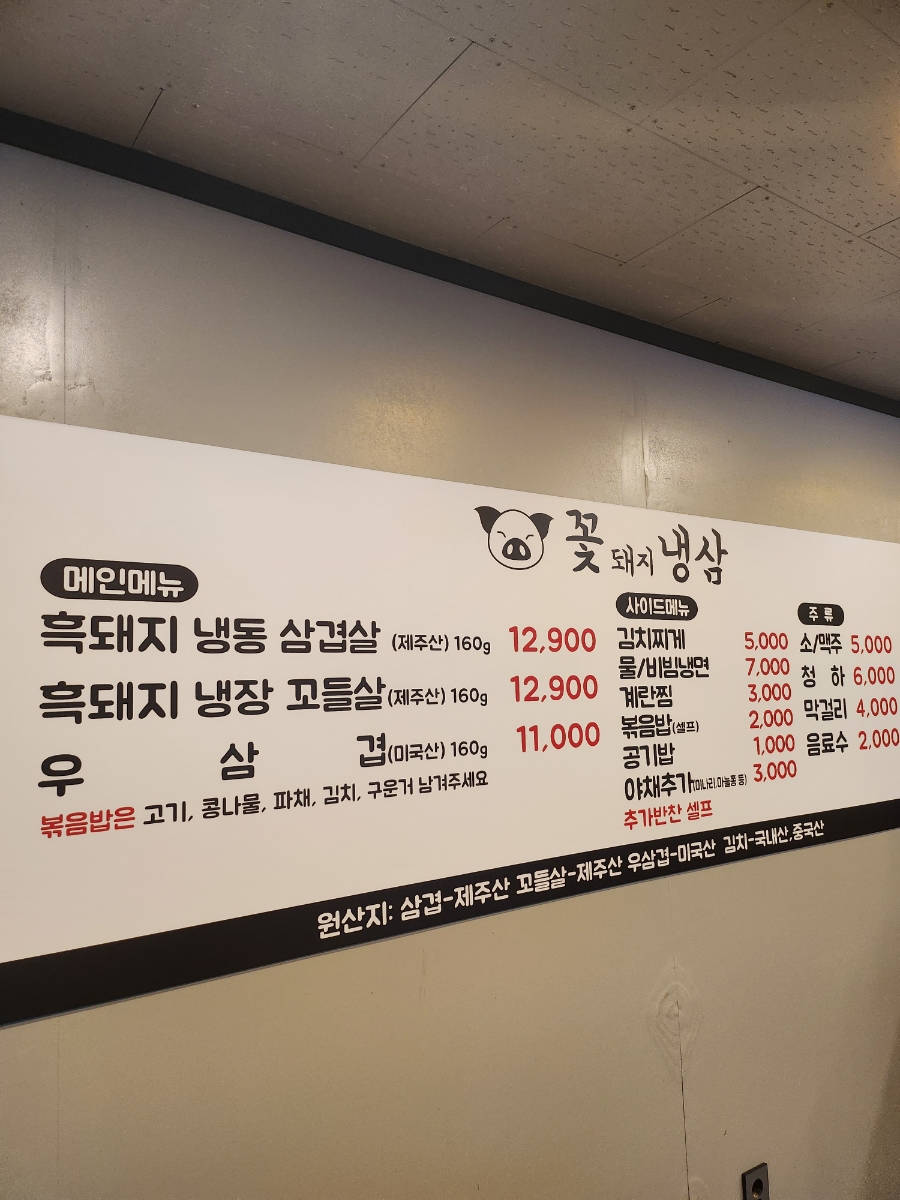 꽃돼지냉삼
메인메뉴
흑돼지 냉동 삼겹살 (제주산) 160g 12,900
흑돼지 냉장 꼬들살(제주산) 160g 12,900
우 삼 겹(미국산) 160g 11,000
볶음밥은 고기, 콩나물, 파채, 김치, 구운거 남겨주세요
사이드메뉴
김치찌게 5,000
물/비빔냉면 7,000
계란찜 3,000
볶음밥(셀프) 2,000
공기밥 1,000
야채추가(미나리,마늘쫑 등) 3,000
추가반찬 셀프
주 류
소/맥주 5,000
청 하 6,000
막걸리 4,000
음료수 2,000
원산지: 삼겹-제주산 꼬들살-제주산 우삼겹-미국산 김치-국내산,중국산